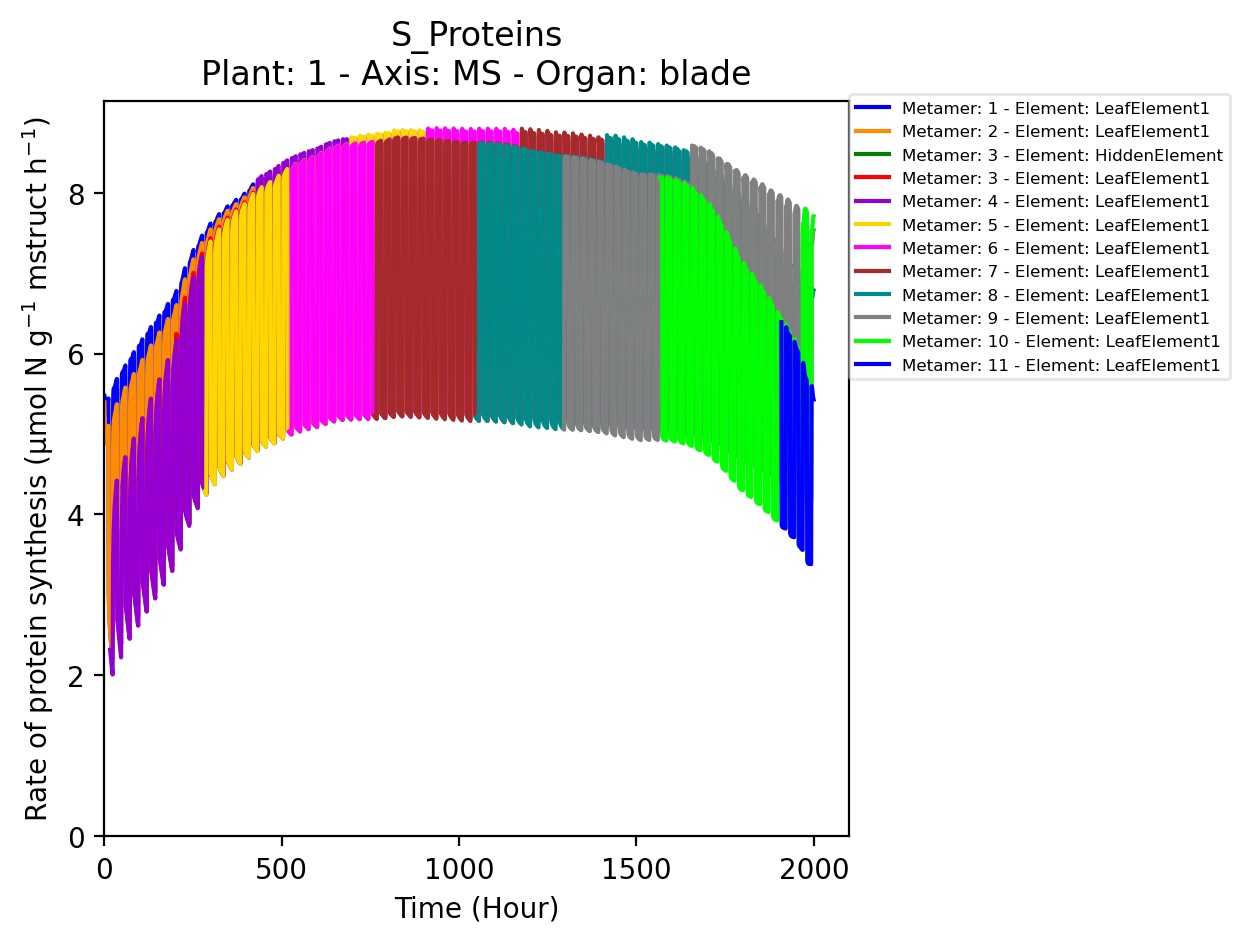 S_Proteins
Plant: 1 - Axis: MS - Organ: blade
Rate of protein synthesis (µmol N g⁻¹ mstruct h⁻¹)
8
6
4
2
0
0 500 1000 1500 2000
Time (Hour)
Metamer: 1 - Element: LeafElement1
Metamer: 2 - Element: LeafElement1
Metamer: 3 - Element: HiddenElement
Metamer: 3 - Element: LeafElement1
Metamer: 4 - Element: LeafElement1
Metamer: 5 - Element: LeafElement1
Metamer: 6 - Element: LeafElement1
Metamer: 7 - Element: LeafElement1
Metamer: 8 - Element: LeafElement1
Metamer: 9 - Element: LeafElement1
Metamer: 10 - Element: LeafElement1
Metamer: 11 - Element: LeafElement1